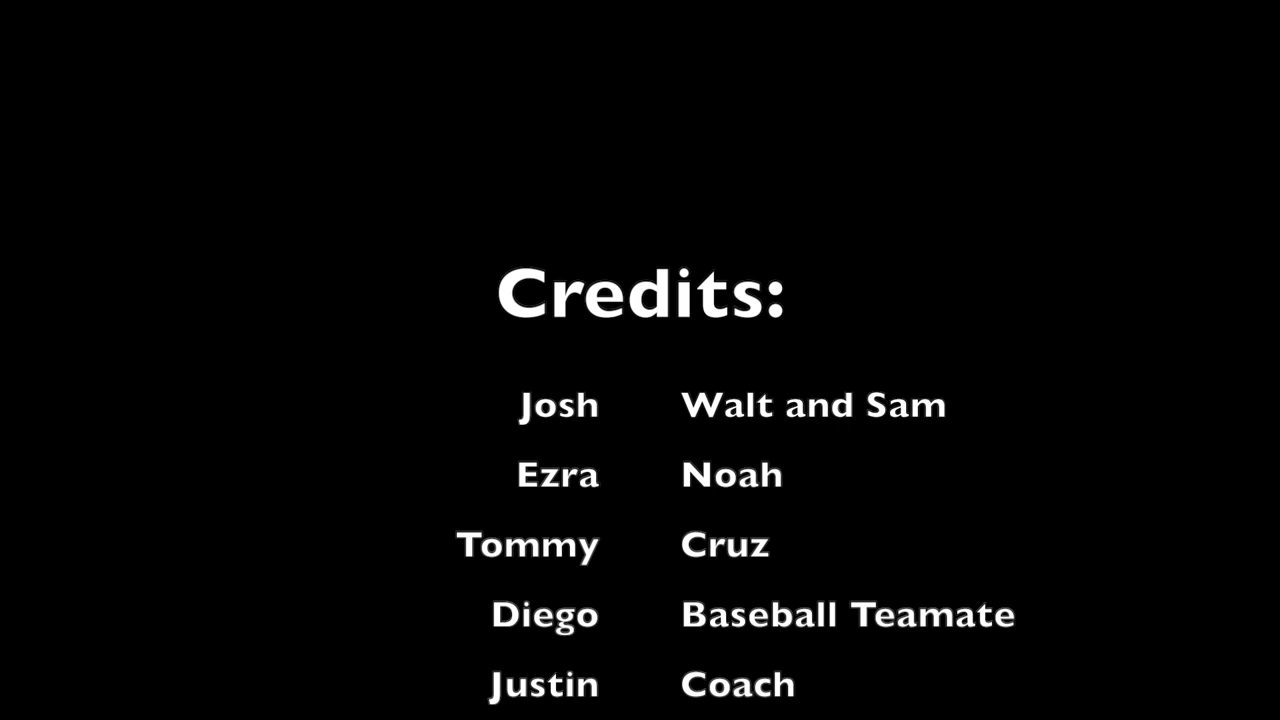 Credits:
Josh Walt and Sam
Ezra Noah
Tommy Cruz
Diego Baseball Teamate
Justin Coach